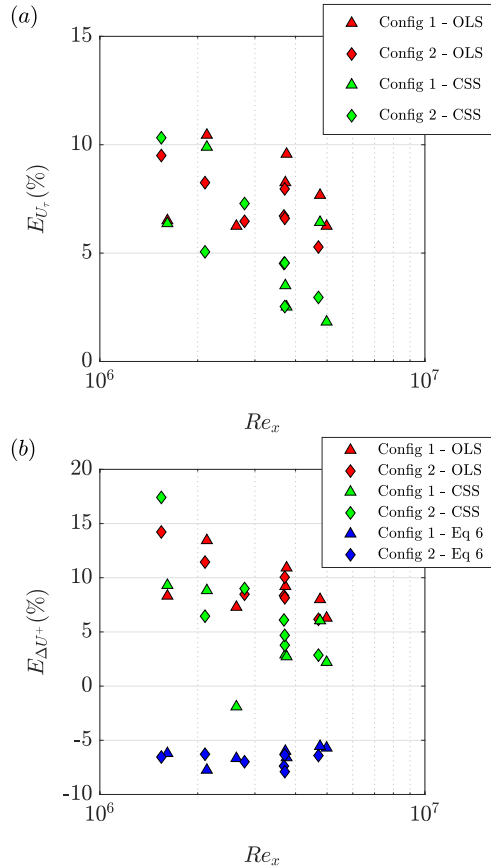 (a)
15
10
5
0
E_{U_τ}(%)
10^6
10^7
Re_x
Config 1 - OLS
Config 2 - OLS
Config 1 - CSS
Config 2 - CSS
(b)
20
15
10
5
0
-5
-10
E_{ΔU^+}(%)
10^6
10^7
Re_x
Config 1 - OLS
Config 2 - OLS
Config 1 - CSS
Config 2 - CSS
Config 1 - Eq 6
Config 2 - Eq 6